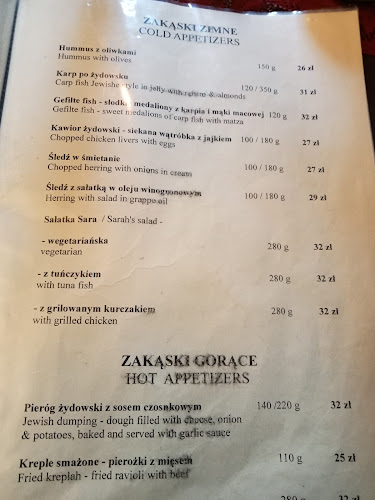 ZAKĄSKI ZIMNE
COLD APPETIZERS
Hummus z oliwkami
Hummus with olives 150 g 26 zł
Karp po żydowsku
Carp fish Jewishe style in jelly with raisins & almonds 120 / 350 g 31 zł
Gefilte fish - słodkie medaliony z karpia i mąki macowej 120 g 32 zł
Gefilte fish - sweet medalions of carp fish with matza
Kawior żydowski - siekana wątróbka z jajkiem 100 / 180 g 27 zł
Chopped chicken livers with eggs
Śledź w śmietanie 100 / 180 g 27 zł
Chopped herring with onions in cream
Śledź z sałatką w oleju winogronowym 100 / 180 g 29 zł
Herring with salad in grappe oil
Sałatka Sara / Sarah's salad -
- wegetariańska 280 g 32 zł
vegetarian
- z tuńczykiem 280 g 32 zł
with tuna fish
- z grilowanym kurczakiem 280 g 32 zł
with grilled chicken
ZAKĄSKI GORĄCE
HOT APPETIZERS
Pieróg żydowski z sosem czosnkowym 140 /220 g 32 zł
Jewish dumping - dough filled with cheese, onion
& potatoes, baked and served with garlic sauce
Kreple smażone - pierożki z mięsem 110 g 25 zł
Fried kreplah - fried ravioli with beef
280 g 32 zł